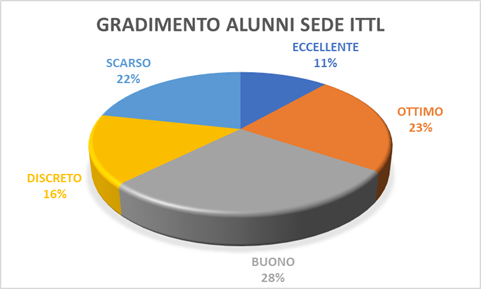 GRADIMENTO ALUNNI SEDE ITTL
ECCELLENTE
11%
OTTIMO
23%
BUONO
28%
DISCRETO
16%
SCARSO
22%